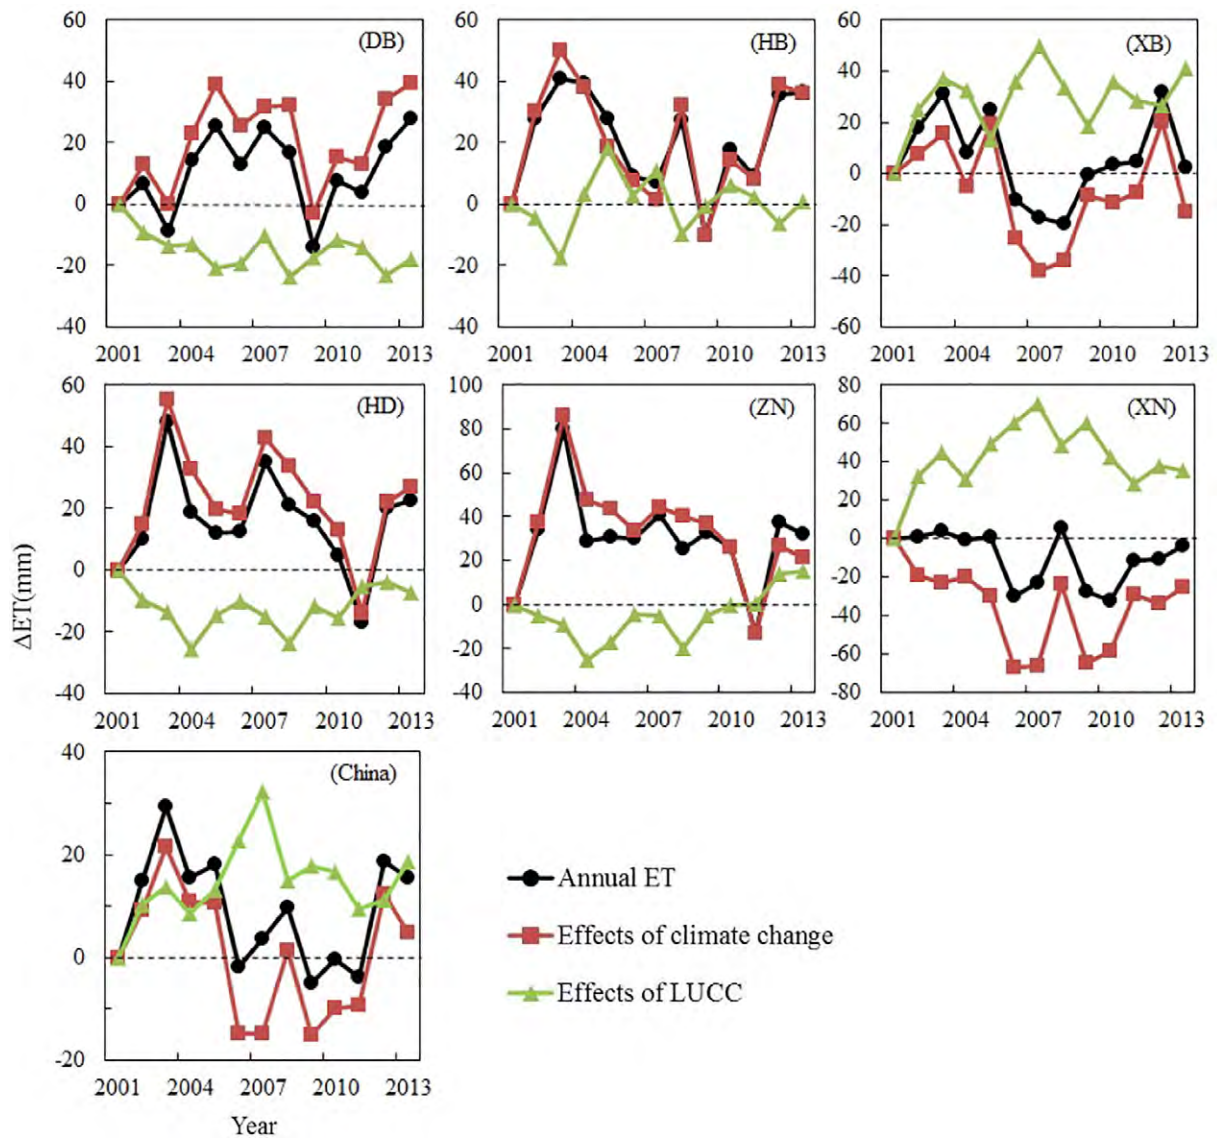 60 (DB) 60 (HB) 60 (XB)
40 40 40
20 20 20
0 0 0
-20 -20 -20
-40
-40 -40 -60
2001 2004 2007 2010 2013 2001 2004 2007 2010 2013 2001 2004 2007 2010 2013
60 (HD) 100 (ZN) 80 (XN)
80 60
40 60 40
20 40 20
20 0
0 0 -20
-20 -40
-20 -60
-40 -40 -80
2001 2004 2007 2010 2013 2001 2004 2007 2010 2013 2001 2004 2007 2010 2013
ΔET(mm)
40 (China)
20
0
-20
2001 2004 2007 2010 2013
Year
Annual ET
Effects of climate change
Effects of LUCC